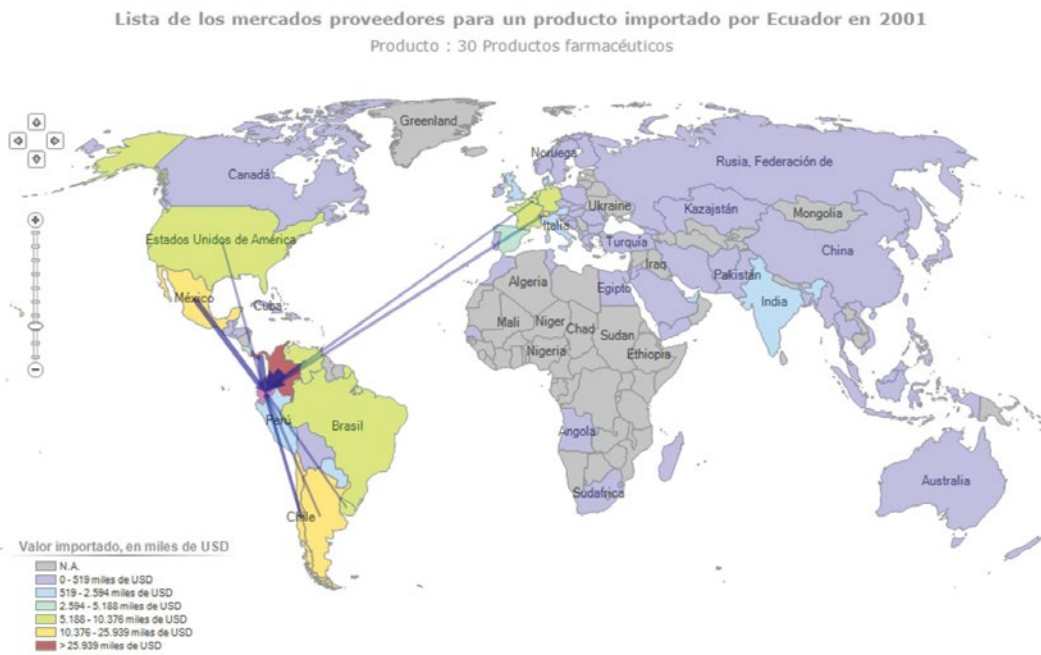 Lista de los mercados proveedores para un producto importado por Ecuador en 2001
Producto : 30 Productos farmacéuticos
Greenland
Noruega
Rusia, Federación de
Canadá
Ukraine
Kazajstán
Mongolia
Italia
Estados Unidos de América
Turquía
China
Iraq
Pakistán
Algeria
Egipto
México
Cuba
India
Mali
Niger
Chad
Sudan
Nigeria
Ethiopia
Perú
Brasil
Angola
Australia
Sudáfrica
Chile
Valor importado, en miles de USD
N.A.
0 - 519 miles de USD
519 - 2.594 miles de USD
2.594 - 5.188 miles de USD
5.188 - 10.376 miles de USD
10.376 - 25.939 miles de USD
> 25.939 miles de USD